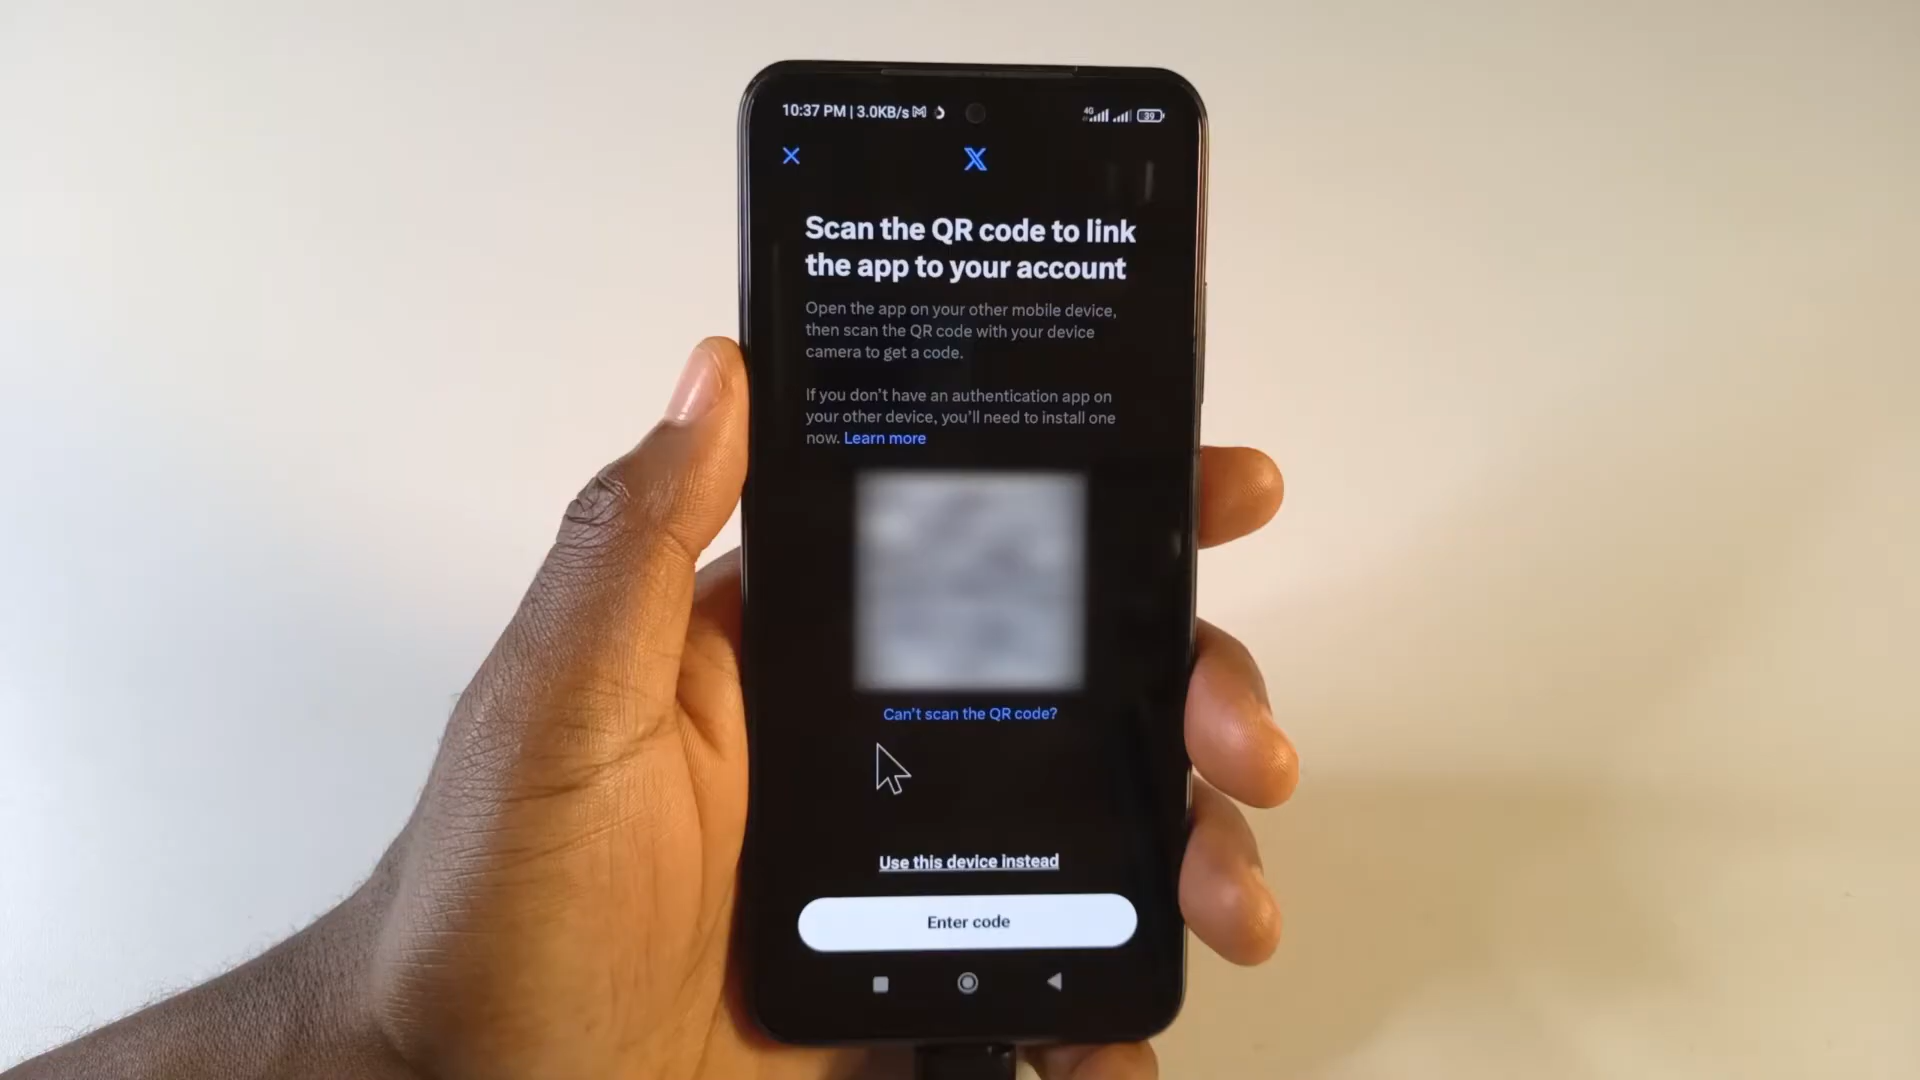 10:37 PM | 3.0KB/s
4G
39
X
Scan the QR code to link
the app to your account
Open the app on your other mobile device,
then scan the QR code with your device
camera to get a code.
If you don't have an authentication app on
your other device, you'll need to install one
now. Learn more
Can't scan the QR code?
Use this device instead
Enter code